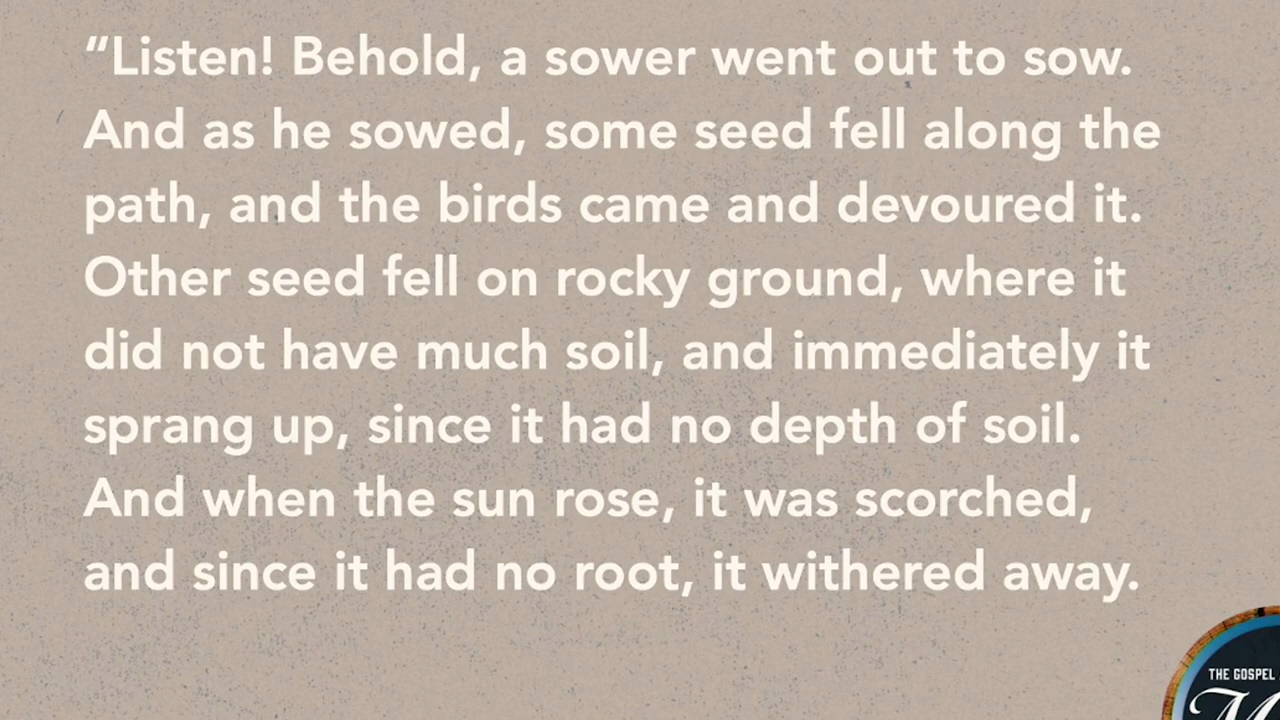 “Listen! Behold, a sower went out to sow.
And as he sowed, some seed fell along the
path, and the birds came and devoured it.
Other seed fell on rocky ground, where it
did not have much soil, and immediately it
sprang up, since it had no depth of soil.
And when the sun rose, it was scorched,
and since it had no root, it withered away.
THE GOSPEL